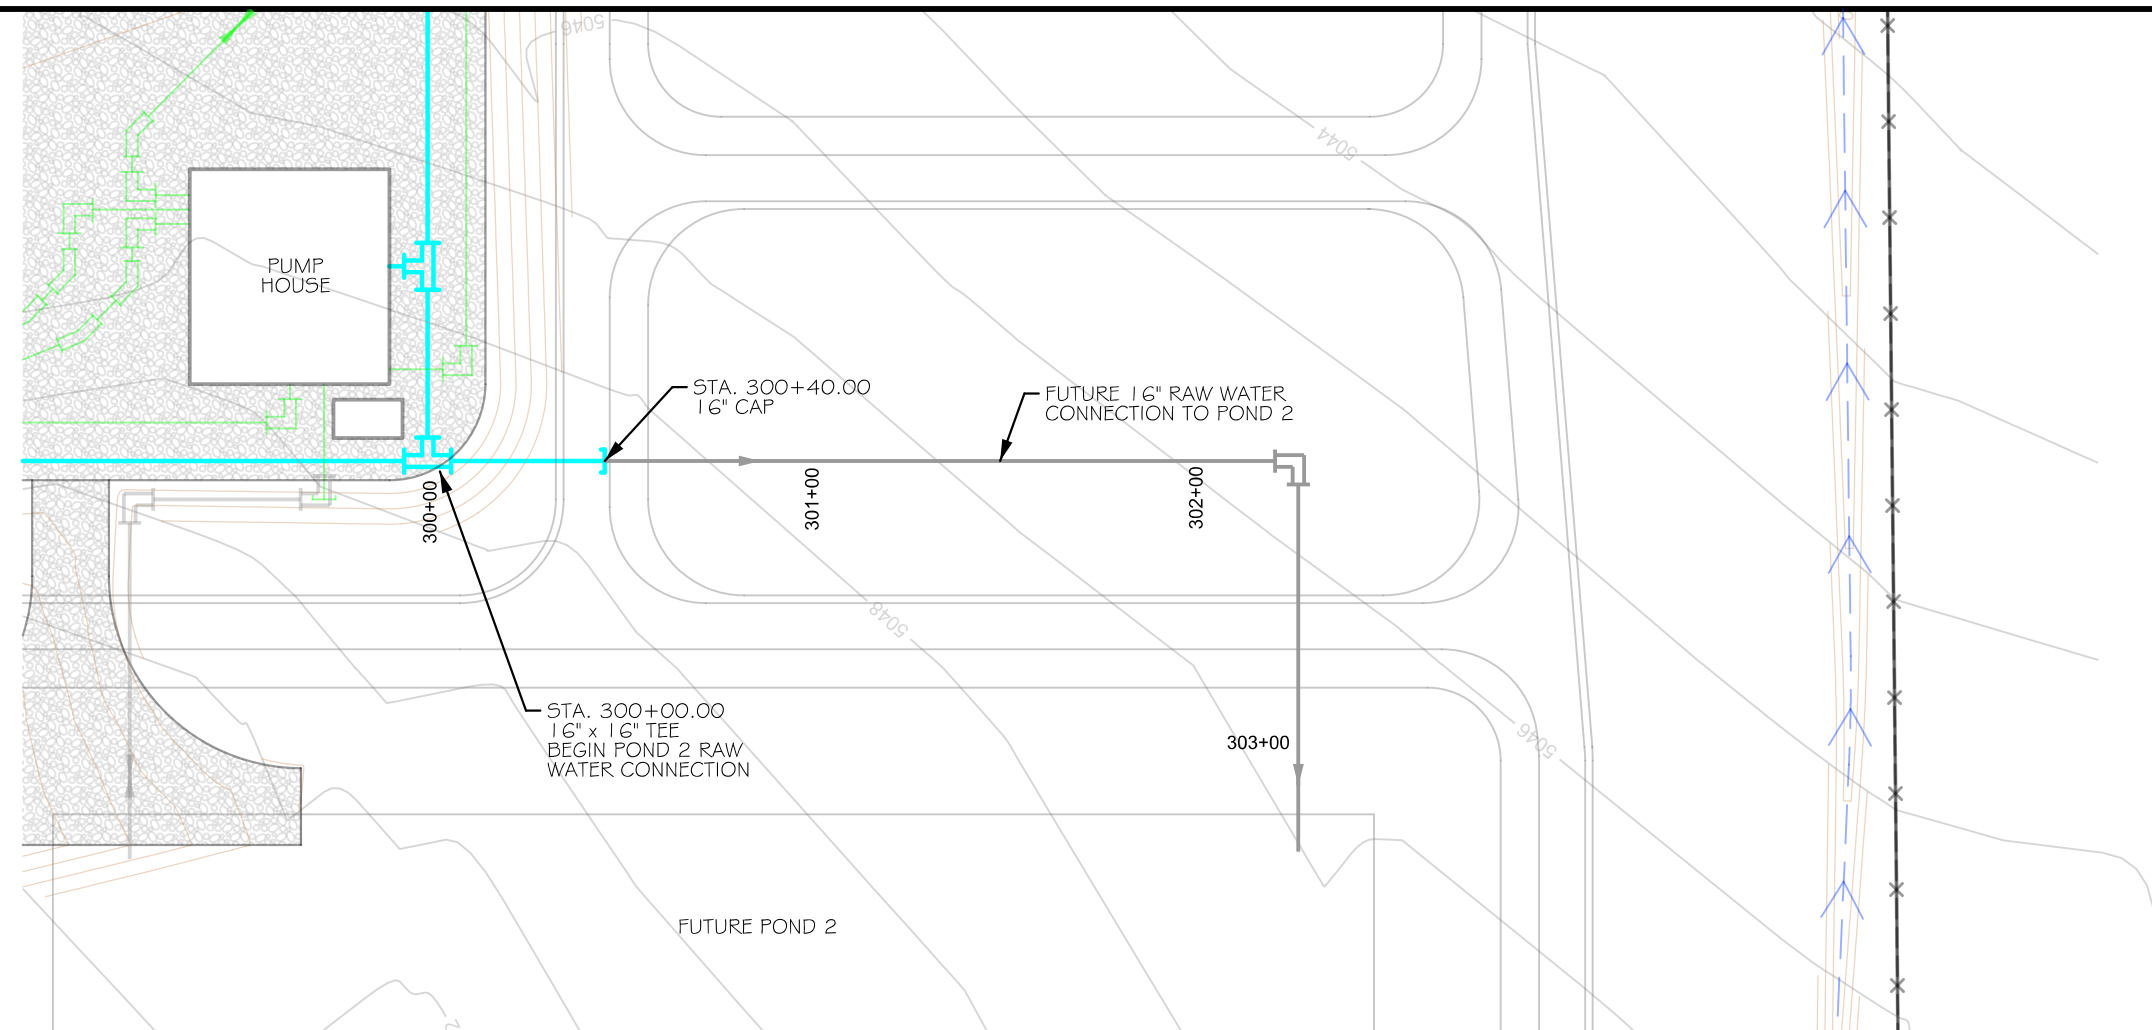 5046
5044
PUMP
HOUSE
STA. 300+40.00
16" CAP
FUTURE 16" RAW WATER
CONNECTION TO POND 2
300+00
301+00
302+00
5048
STA. 300+00.00
16" x 16" TEE
BEGIN POND 2 RAW
WATER CONNECTION
303+00
5046
FUTURE POND 2